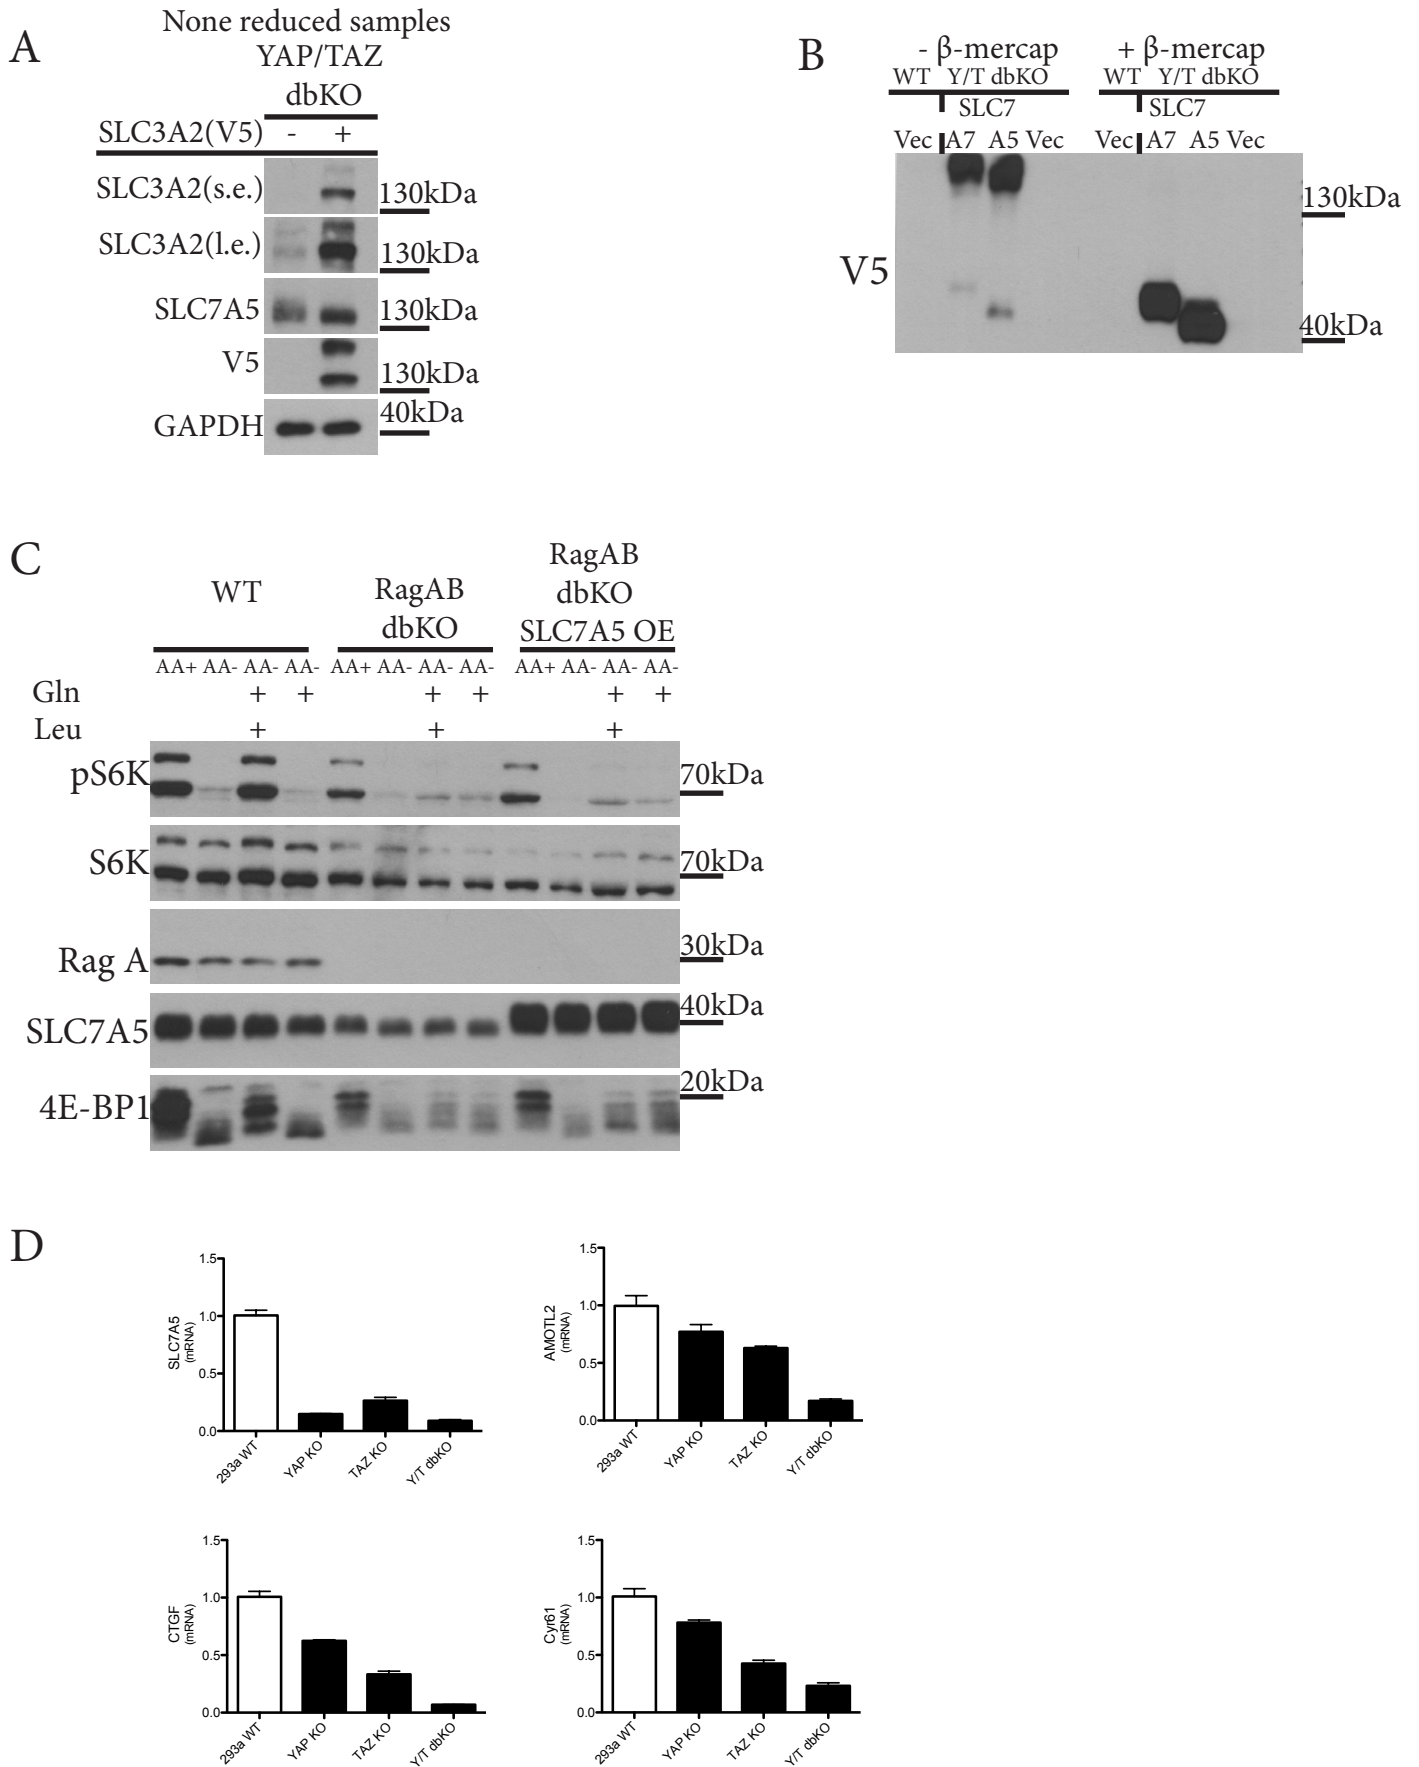 A
None reduced samples
YAP/TAZ
dbKO
SLC3A2(V5) - +
SLC3A2(s.e.) 130kDa
SLC3A2(l.e.) 130kDa
SLC7A5 130kDa
V5 130kDa
GAPDH 40kDa
B
- β-mercap + β-mercap
WT Y/T dbKO WT Y/T dbKO
SLC7 SLC7
Vec A7 A5 Vec Vec A7 A5 Vec
130kDa
V5
40kDa
C
WT RagAB dbKO RagAB dbKO SLC7A5 OE
AA+ AA- AA- AA- AA+ AA- AA- AA- AA+ AA- AA- AA-
Gln + + + + + +
Leu + + +
pS6K 70kDa
S6K 70kDa
Rag A 30kDa
SLC7A5 40kDa
4E-BP1 20kDa
D
SLC7A5
(mRNA)
1.5
1.0
0.5
0.0
293a WT YAP KO TAZ KO Y/T dbKO
AMOTL2
(mRNA)
1.5
1.0
0.5
0.0
293a WT YAP KO TAZ KO Y/T dbKO
CTGF
(mRNA)
1.5
1.0
0.5
0.0
293a WT YAP KO TAZ KO Y/T dbKO
Cyr61
(mRNA)
1.5
1.0
0.5
0.0
293a WT YAP KO TAZ KO Y/T dbKO